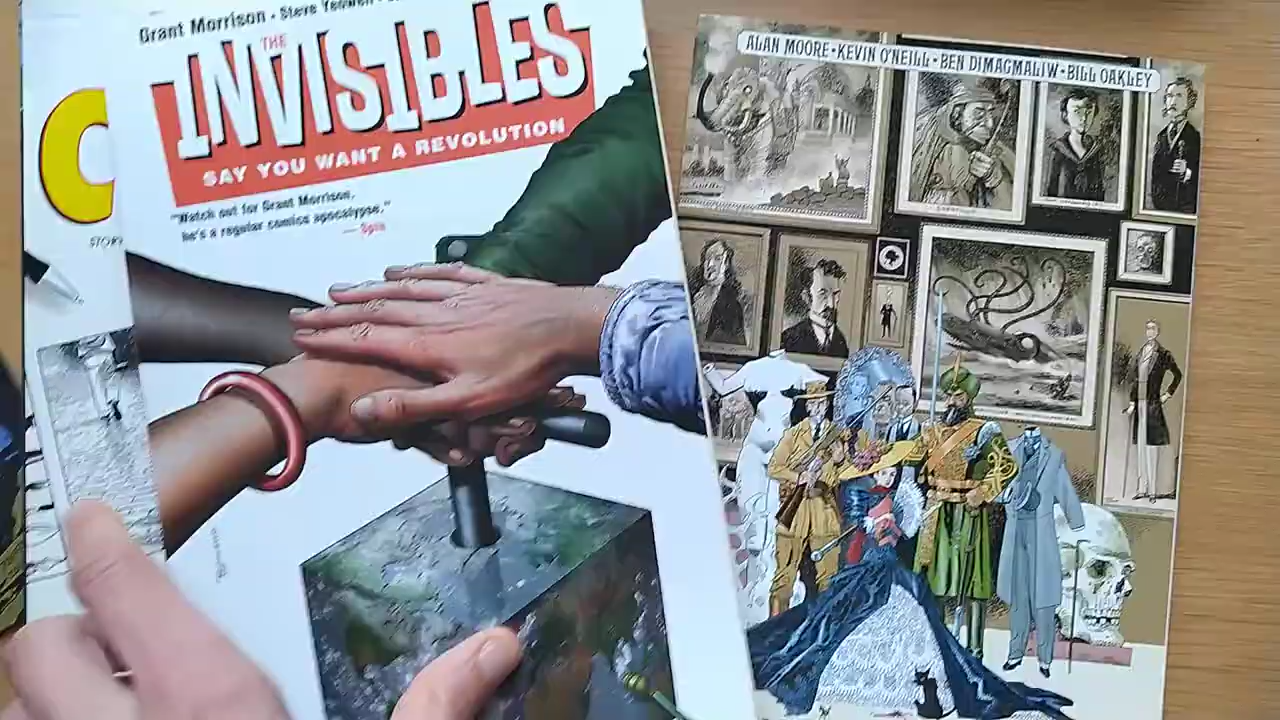 Grant Morrison • Steve Yeowell
THE
INVISIBLES
SAY YOU WANT A REVOLUTION
"Watch out for Grant Morrison,
he's a regular comics apocalypse."
— Spin
C
STORY
ALAN MOORE • KEVIN O'NEILL • BEN DIMAGMALIW • BILL OAKLEY